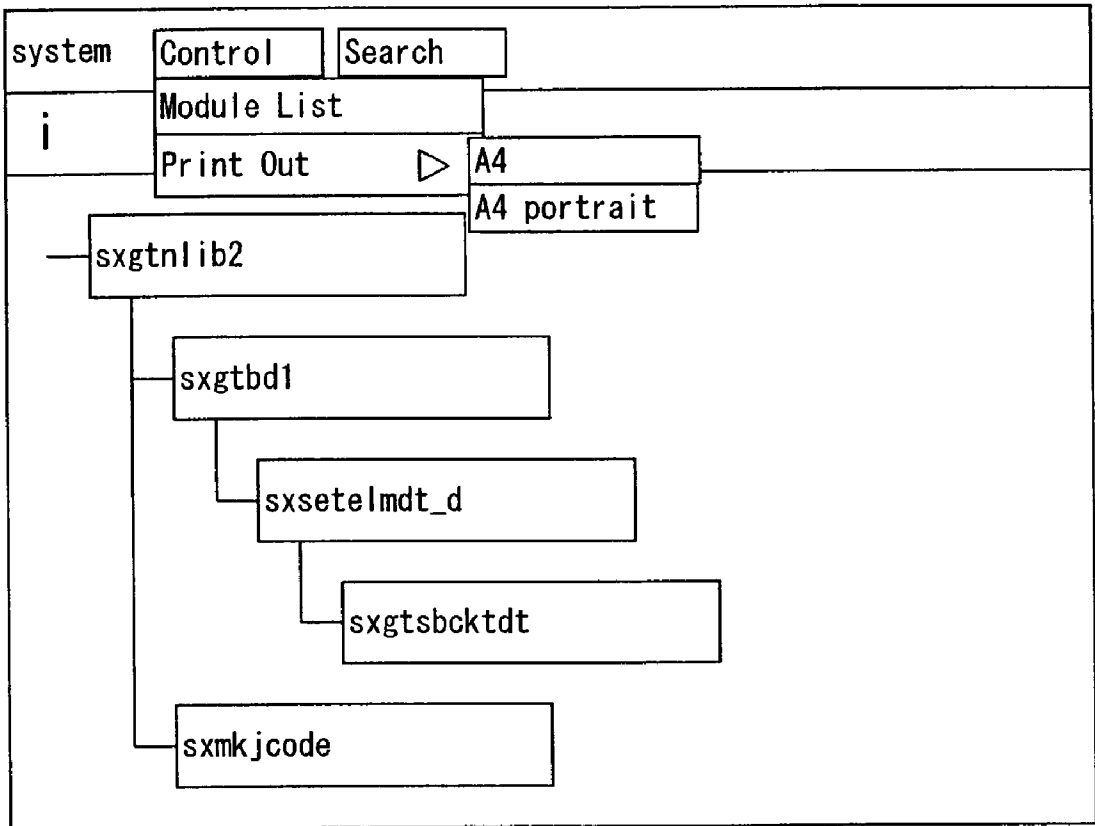 system Control Search
i Module List
Print Out A4
A4 portrait
sxgtnlib2
sxgtbd1
sxsetelmdt_d
sxgtsbcktdt
sxmkjcode